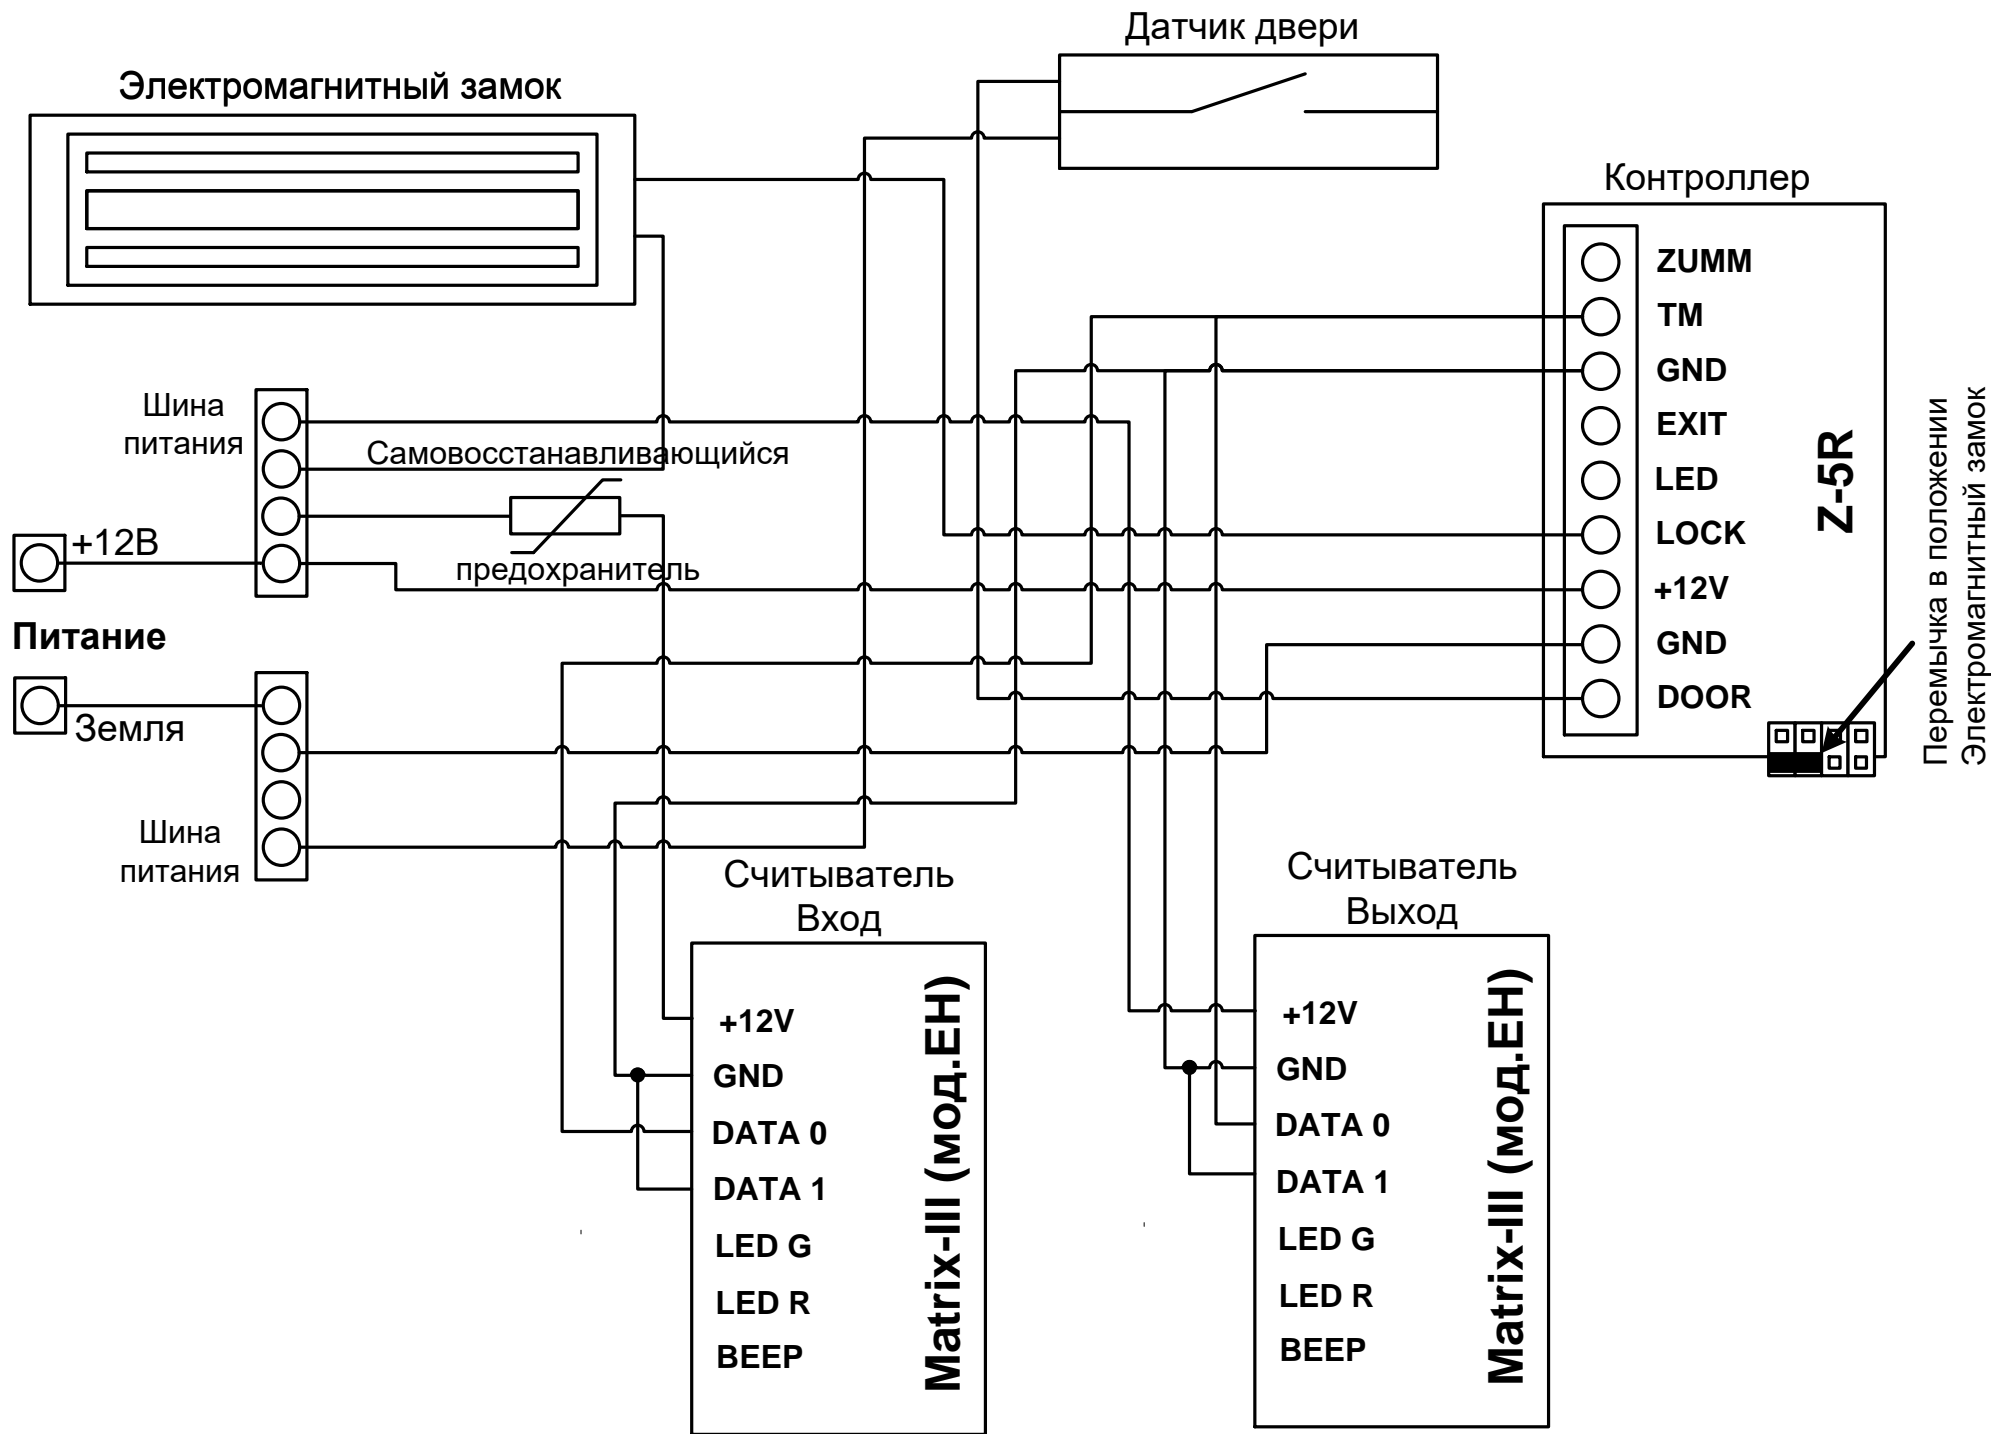 Датчик двери
Электромагнитный замок
Контроллер
ZUMM
TM
GND
EXIT
LED
LOCK
+12V
GND
DOOR
Z-5R
Перемычка в положении
Электромагнитный замок
Шина
питания
Самовосстанавливающийся
предохранитель
+12В
Питание
Земля
Шина
питания
Считыватель
Вход
+12V
GND
DATA 0
DATA 1
LED G
LED R
BEEP
Matrix-III (мод.EH)
Считыватель
Выход
+12V
GND
DATA 0
DATA 1
LED G
LED R
BEEP
Matrix-III (мод.EH)